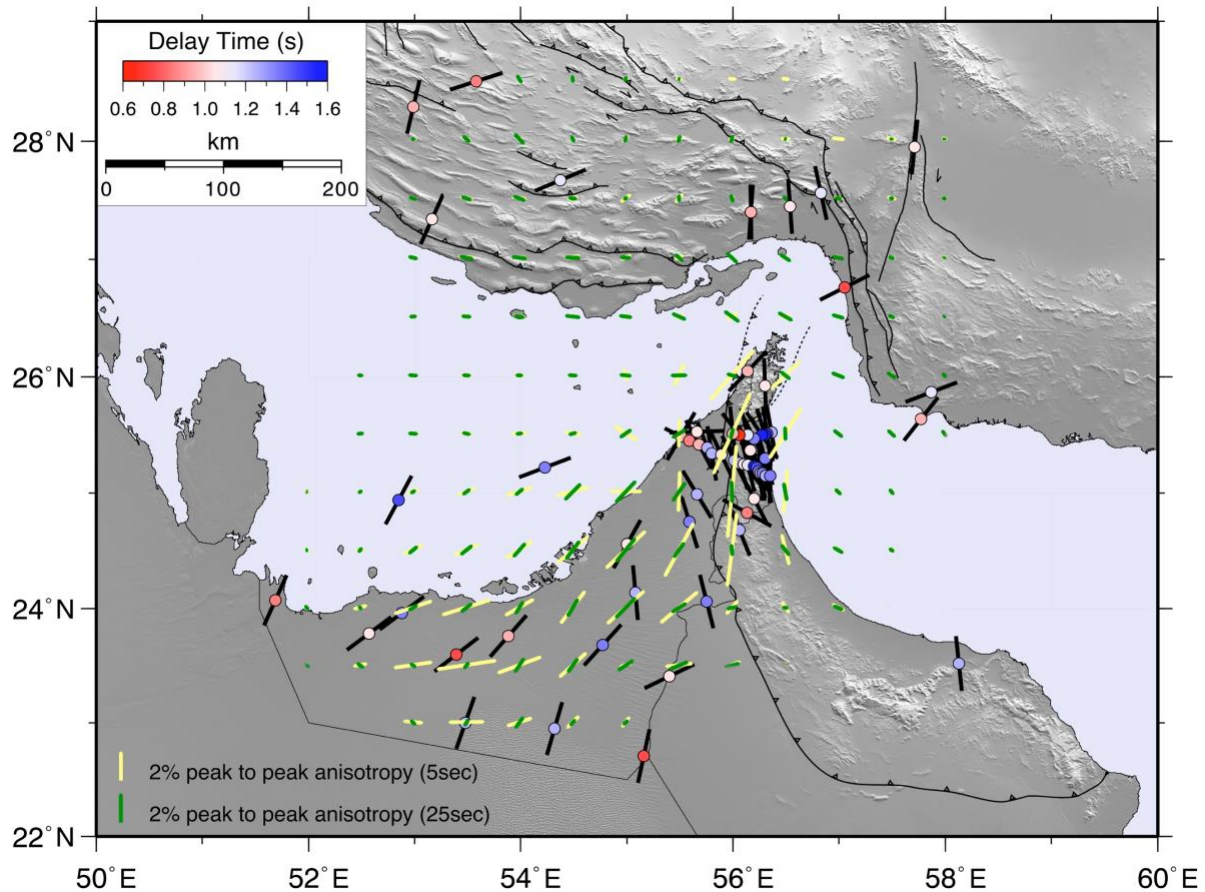 Delay Time (s)
0.6 0.8 1.0 1.2 1.4 1.6
km
0 100 200
28°N
26°N
24°N
22°N
2% peak to peak anisotropy (5sec)
2% peak to peak anisotropy (25sec)
50°E 52°E 54°E 56°E 58°E 60°E